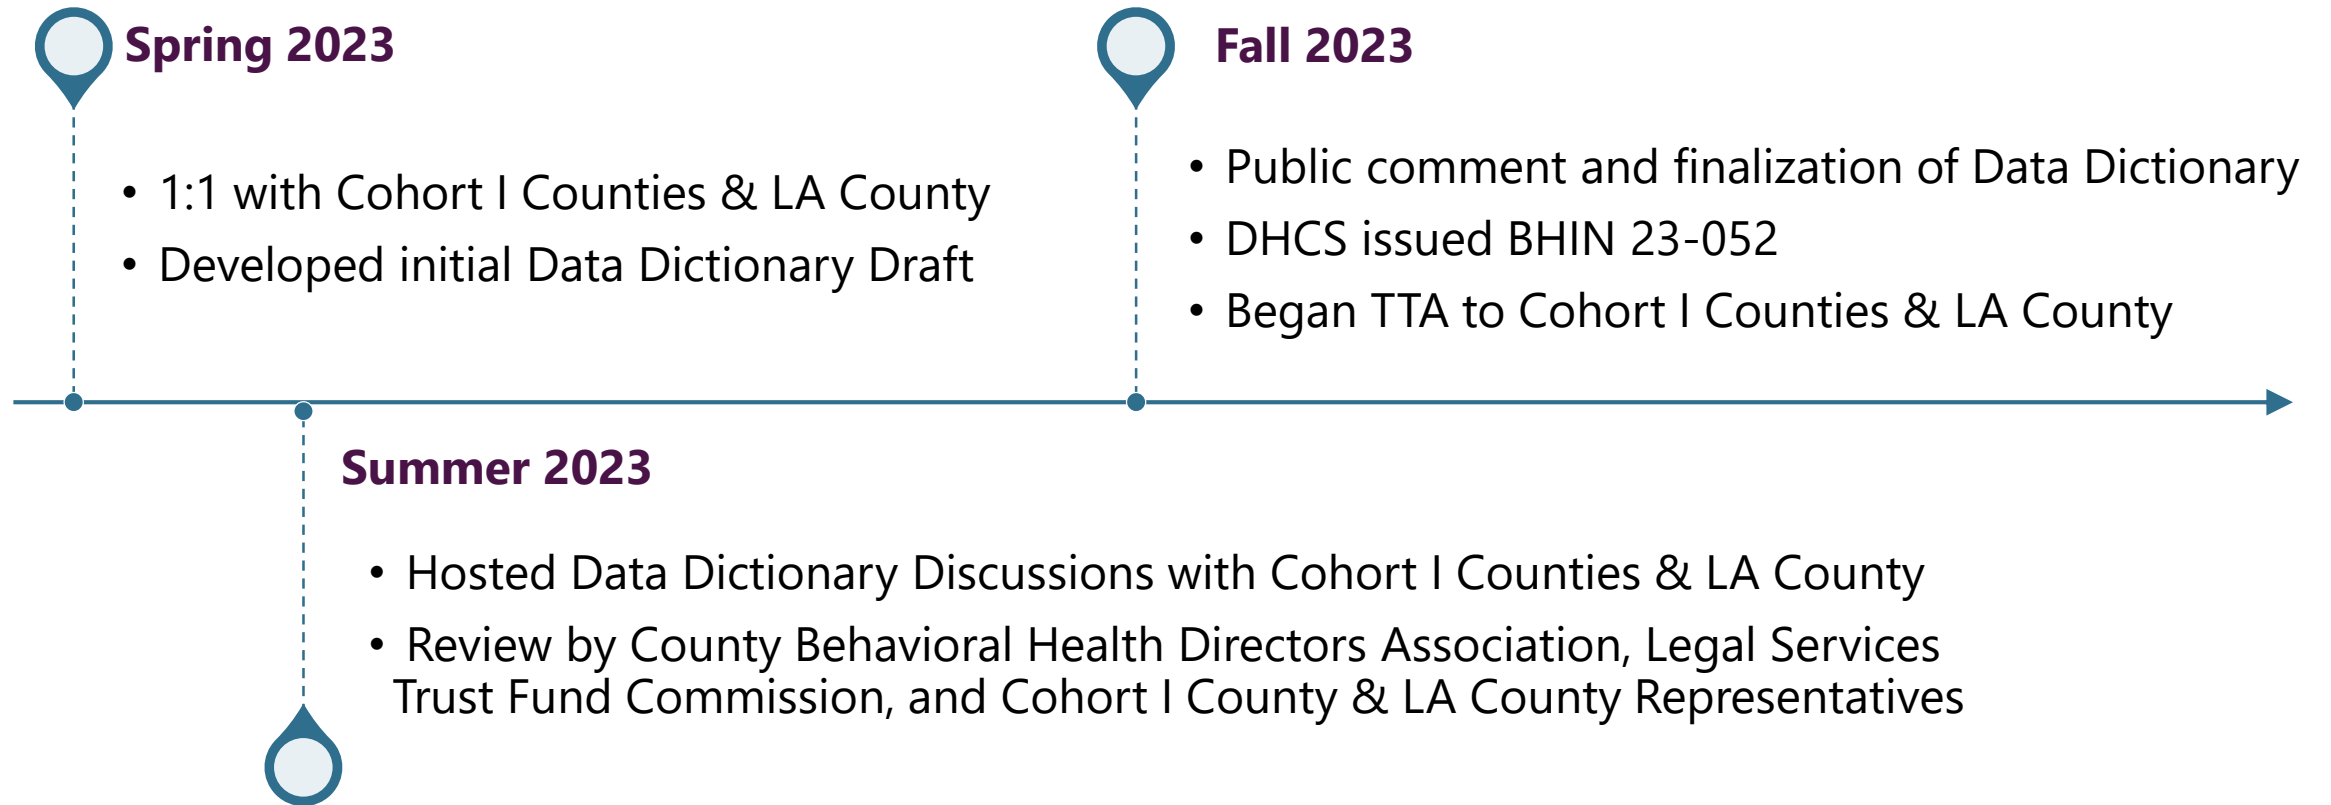 Spring 2023
• 1:1 with Cohort I Counties & LA County
• Developed initial Data Dictionary Draft
Fall 2023
• Public comment and finalization of Data Dictionary
• DHCS issued BHIN 23-052
• Began TTA to Cohort I Counties & LA County
Summer 2023
• Hosted Data Dictionary Discussions with Cohort I Counties & LA County
• Review by County Behavioral Health Directors Association, Legal Services
Trust Fund Commission, and Cohort I County & LA County Representatives